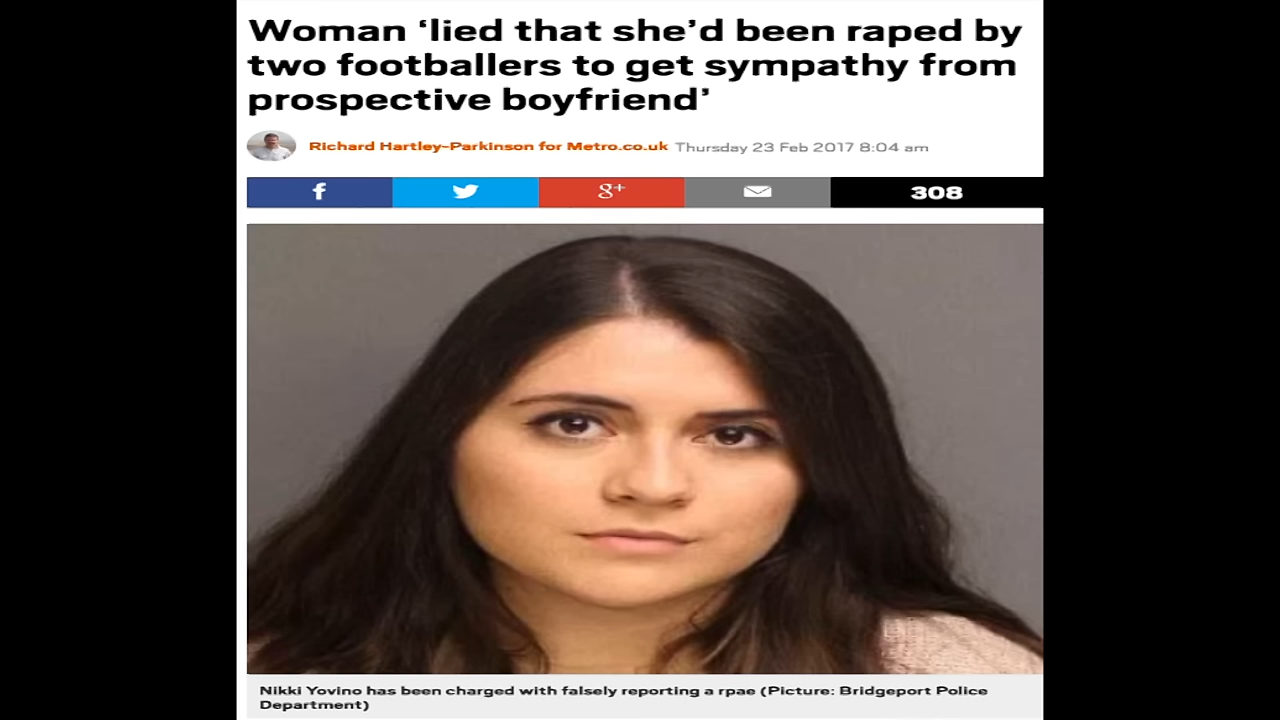 Woman ‘lied that she’d been raped by
two footballers to get sympathy from
prospective boyfriend’
Richard Hartley-Parkinson for Metro.co.uk Thursday 23 Feb 2017 8:04 am
f
8+
308
Nikki Yovino has been charged with falsely reporting a rpae (Picture: Bridgeport Police
Department)